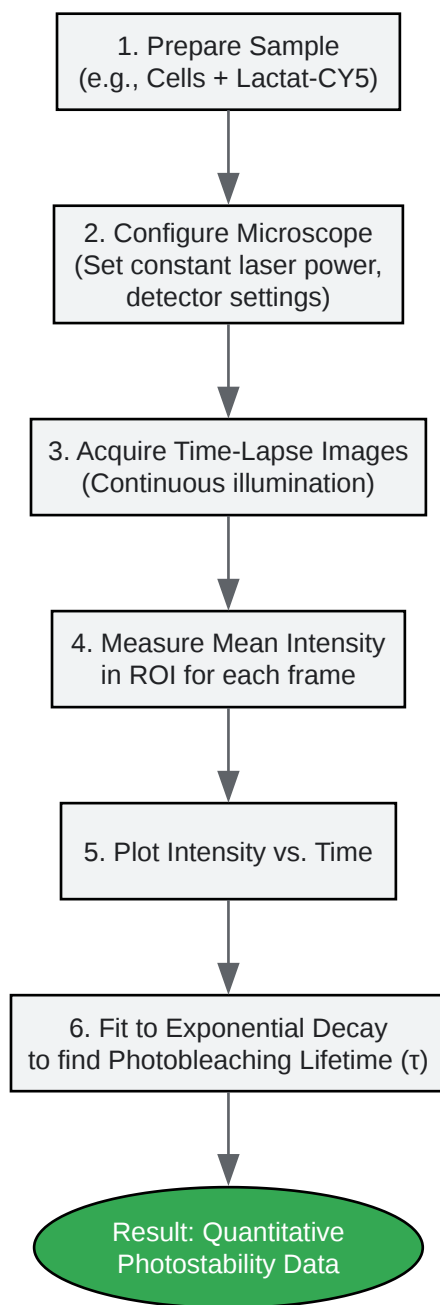 1. Prepare Sample
(e.g., Cells + Lactat-CY5)
2. Configure Microscope
(Set constant laser power,
detector settings)
3. Acquire Time-Lapse Images
(Continuous illumination)
4. Measure Mean Intensity
in ROI for each frame
5. Plot Intensity vs. Time
6. Fit to Exponential Decay
to find Photobleaching Lifetime (τ)
Result: Quantitative
Photostability Data